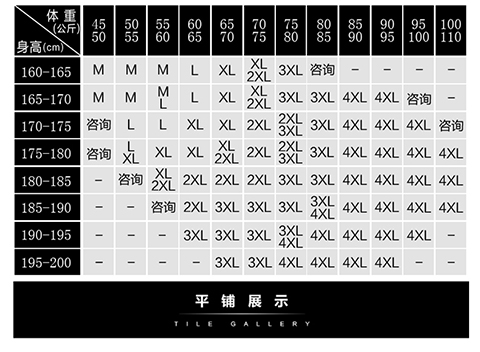 体重
(公斤)
身高(cm)
45 50 55 60 65 70 75 80 85 90 95 100
50 55 60 65 70 75 80 85 90 95 100 110
160-165 M M M L XL XL 2XL 3XL 咨询 – – – –
165-170 M M M L L XL XL 2XL 3XL 3XL 4XL 4XL 咨询 –
170-175 咨询 L L XL XL 2XL 2XL 3XL 3XL 4XL 4XL 4XL 咨询
175-180 咨询 L XL XL XL XL 2XL 2XL 2XL 3XL 3XL 4XL 4XL 4XL 4XL
180-185 – 咨询 XL 2XL 2XL 2XL 2XL 3XL 3XL 4XL 4XL 4XL 4XL
185-190 – – 咨询 2XL 3XL 3XL 3XL 3XL 4XL 4XL 4XL 4XL 4XL
190-195 – – – 3XL 3XL 3XL 3XL 4XL 4XL 4XL 4XL 4XL –
195-200 – – – – 3XL 3XL 4XL 4XL 4XL 4XL – –
平铺展示
TILE GALLERY